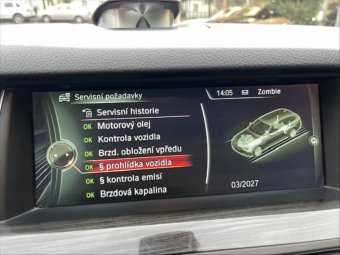 Servisní požadavky
14:05 Zombie
Servisní historie
OK Motorový olej
OK Kontrola vozidla
OK Brzd. obložení vpředu
OK § prohlídka vozidla
OK § kontrola emisí
OK Brzdová kapalina
03/2027